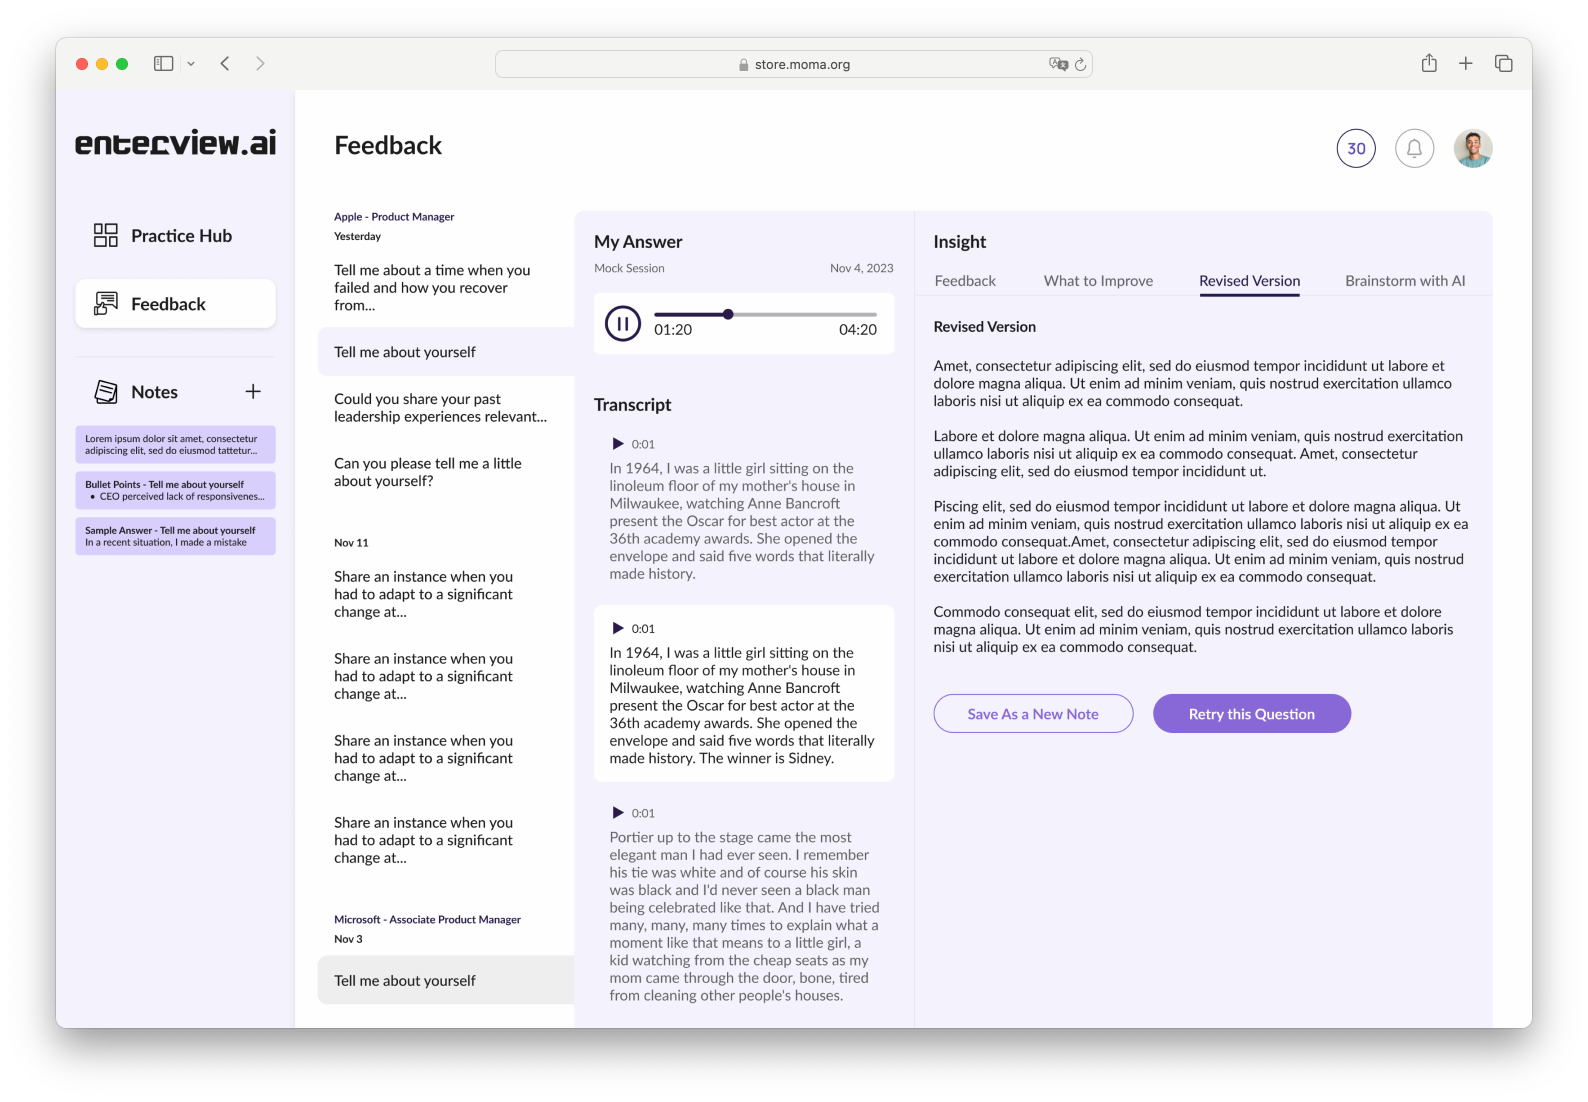 store.moma.org
enterview.ai
Practice Hub
Feedback
Notes
Lorem ipsum dolor sit amet, consectetur
adipiscing elit, sed do eiusmod tattetur...
Bullet Points - Tell me about yourself
• CEO perceived lack of responsivenes...
Sample Answer - Tell me about yourself
In a recent situation, I made a mistake
Feedback
30
Apple - Product Manager
Yesterday
Tell me about a time when you
failed and how you recover
from...
Tell me about yourself
Could you share your past
leadership experiences relevant...
Can you please tell me a little
about yourself?
Nov 11
Share an instance when you
had to adapt to a significant
change at...
Share an instance when you
had to adapt to a significant
change at...
Share an instance when you
had to adapt to a significant
change at...
Share an instance when you
had to adapt to a significant
change at...
Microsoft - Associate Product Manager
Nov 3
Tell me about yourself
My Answer
Mock Session
Nov 4, 2023
01:20
04:20
Transcript
0:01
In 1964, I was a little girl sitting on the
linoleum floor of my mother's house in
Milwaukee, watching Anne Bancroft
present the Oscar for best actor at the
36th academy awards. She opened the
envelope and said five words that literally
made history.
0:01
In 1964, I was a little girl sitting on the
linoleum floor of my mother's house in
Milwaukee, watching Anne Bancroft
present the Oscar for best actor at the
36th academy awards. She opened the
envelope and said five words that literally
made history. The winner is Sidney.
0:01
Portier up to the stage came the most
elegant man I had ever seen. I remember
his tie was white and of course his skin
was black and I'd never seen a black man
being celebrated like that. And I have tried
many, many, many times to explain what a
moment like that means to a little girl, a
kid watching from the cheap seats as my
mom came through the door, bone, tired
from cleaning other people's houses.
Insight
Feedback
What to Improve
Revised Version
Brainstorm with AI
Revised Version
Amet, consectetur adipiscing elit, sed do eiusmod tempor incididunt ut labore et
dolore magna aliqua. Ut enim ad minim veniam, quis nostrud exercitation ullamco
laboris nisi ut aliquip ex ea commodo consequat.
Labore et dolore magna aliqua. Ut enim ad minim veniam, quis nostrud exercitation
ullamco laboris nisi ut aliquip ex ea commodo consequat. Amet, consectetur
adipiscing elit, sed do eiusmod tempor incididunt ut.
Piscing elit, sed do eiusmod tempor incididunt ut labore et dolore magna aliqua. Ut
enim ad minim veniam, quis nostrud exercitation ullamco laboris nisi ut aliquip ex ea
commodo consequat.Amet, consectetur adipiscing elit, sed do eiusmod tempor
incididunt ut labore et dolore magna aliqua. Ut enim ad minim veniam, quis nostrud
exercitation ullamco laboris nisi ut aliquip ex ea commodo consequat.
Commodo consequat elit, sed do eiusmod tempor incididunt ut labore et dolore
magna aliqua. Ut enim ad minim veniam, quis nostrud exercitation ullamco laboris
nisi ut aliquip ex ea commodo consequat.
Save As a New Note
Retry this Question